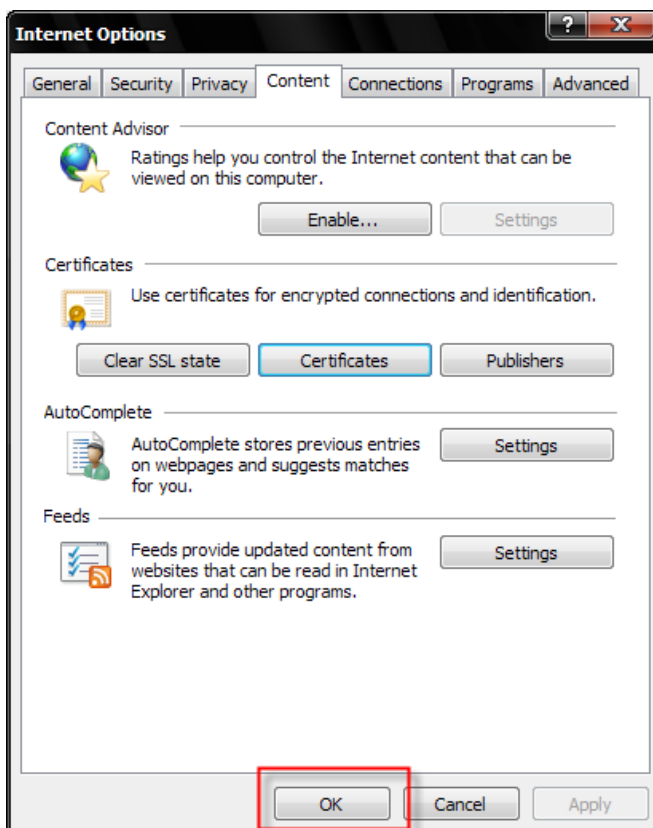 Internet Options
?
X
General Security Privacy Content Connections Programs Advanced
Content Advisor
Ratings help you control the Internet content that can be
viewed on this computer.
Enable... Settings
Certificates
Use certificates for encrypted connections and identification.
Clear SSL state Certificates Publishers
AutoComplete
AutoComplete stores previous entries
on webpages and suggests matches
for you.
Settings
Feeds
Feeds provide updated content from
websites that can be read in Internet
Explorer and other programs.
Settings
OK Cancel Apply